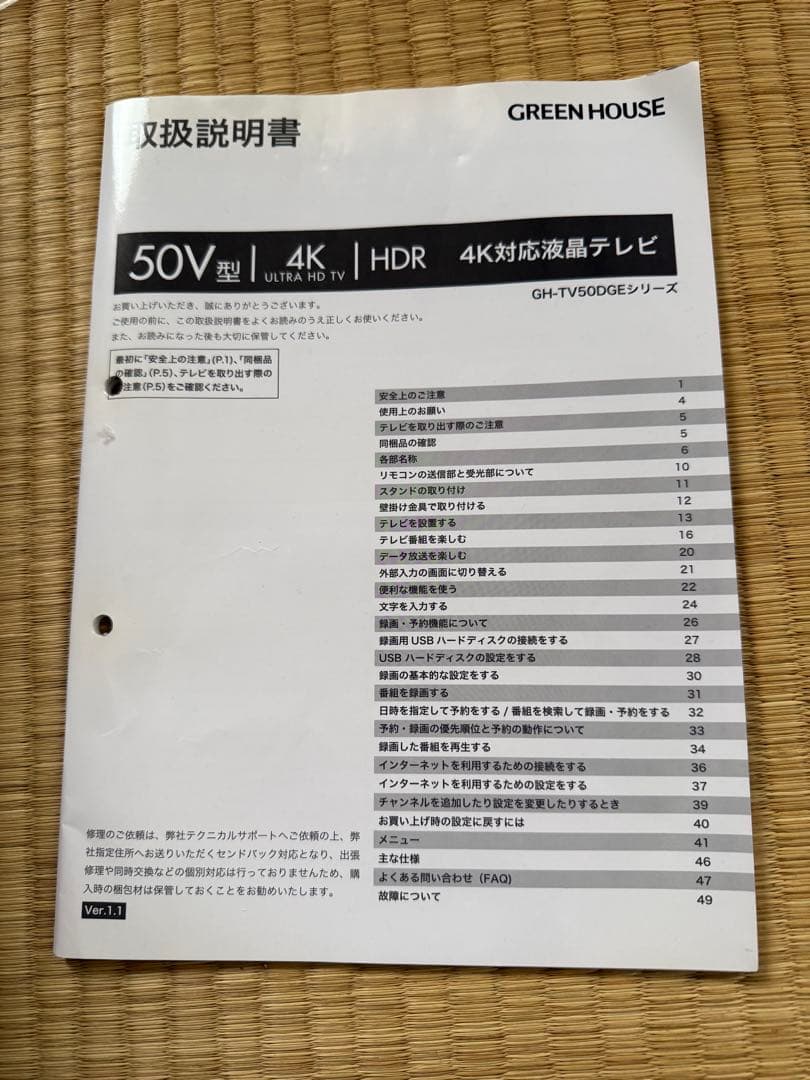 取扱説明書
GREEN HOUSE
50V型 | 4K ULTRA HD TV | HDR 4K対応液晶テレビ
GH-TV50DGEシリーズ
お買い上げいただき、誠にありがとうございます。
ご使用の前に、この取扱説明書をよくお読みのうえ正しくお使いください。
また、お読みになった後も大切に保管してください。
最初に「安全上の注意」(P.1)、「同梱品
の確認」(P.5)、テレビを取り出す際の
注意(P.5)をご確認ください。
安全上のご注意 1
使用上のお願い 4
テレビを取り出す際のご注意 5
同梱品の確認 5
各部名称 6
リモコンの送信部と受光部について 10
スタンドの取り付け 11
壁掛け金具で取り付ける 12
テレビを設置する 13
テレビ番組を楽しむ 16
データ放送を楽しむ 20
外部入力の画面に切り替える 21
便利な機能を使う 22
文字を入力する 24
録画・予約機能について 26
録画用USBハードディスクの接続をする 27
USBハードディスクの設定をする 28
録画の基本的な設定をする 30
番組を録画する 31
日時を指定して予約をする / 番組を検索して録画・予約をする 32
予約・録画の優先順位と予約の動作について 33
録画した番組を再生する 34
インターネットを利用するための接続をする 36
インターネットを利用するための設定をする 37
チャンネルを追加したり設定を変更したりするとき 39
お買い上げ時の設定に戻すには 40
メニュー 41
主な仕様 46
よくある問い合わせ（FAQ） 47
故障について 49
修理のご依頼は、弊社テクニカルサポートへご依頼の上、弊
社指定住所へお送りいただくセンドバック対応となり、出張
修理や同時交換などの個別対応は行っておりませんため、購
入時の梱包材は保管しておくことをお勧めいたします。
Ver.1.1